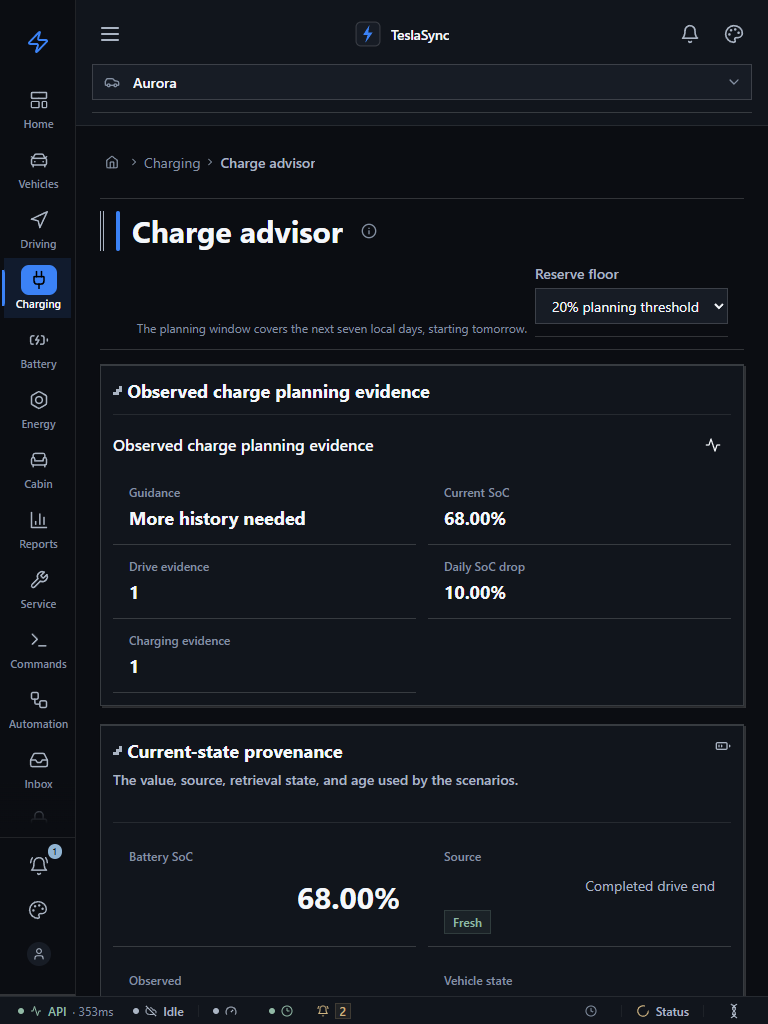 TeslaSync
Aurora
Home
Vehicles
Driving
Charging
Battery
Energy
Cabin
Reports
Service
Commands
Automation
Inbox
1
Charging
Charge advisor
Charge advisor
Reserve floor
20% planning threshold
The planning window covers the next seven local days, starting tomorrow.
Observed charge planning evidence
Observed charge planning evidence
Guidance
More history needed
Current SoC
68.00%
Drive evidence
1
Daily SoC drop
10.00%
Charging evidence
1
Current-state provenance
The value, source, retrieval state, and age used by the scenarios.
Battery SoC
68.00%
Source
Completed drive end
Fresh
Observed
Vehicle state
API · 353ms
Idle
2
Status